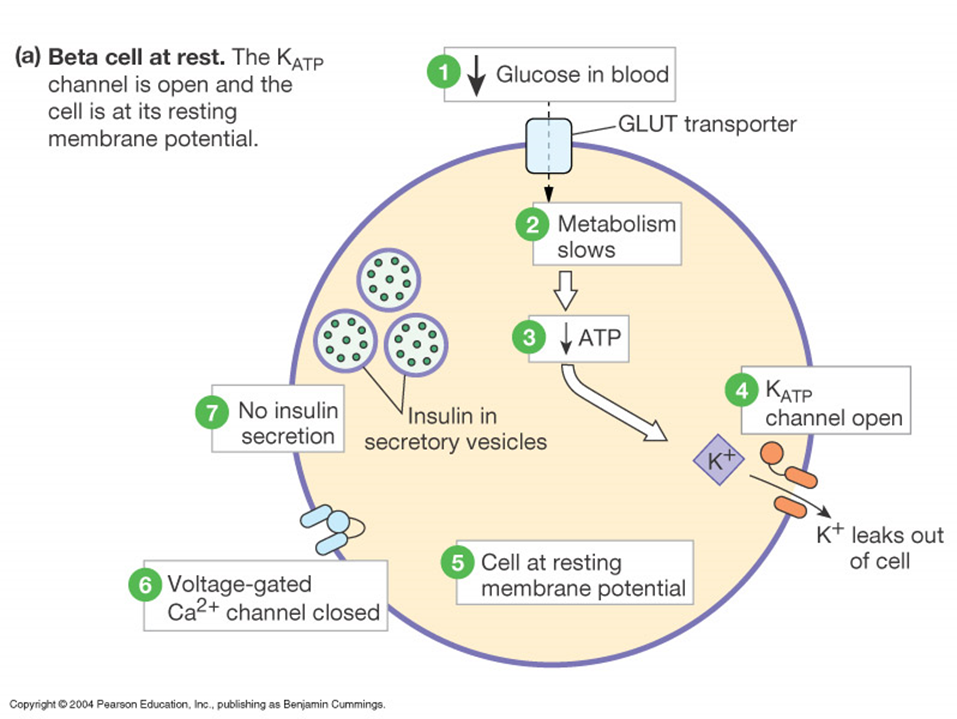 (a) Beta cell at rest. The KATP
channel is open and the
cell is at its resting
membrane potential.
1 ↓ Glucose in blood
GLUT transporter
2 Metabolism
slows
3 ↓ ATP
4 KATP
channel open
K+
K+ leaks out
of cell
5 Cell at resting
membrane potential
6 Voltage-gated
Ca2+ channel closed
7 No insulin
secretion
Insulin in
secretory vesicles
Copyright © 2004 Pearson Education, Inc., publishing as Benjamin Cummings.